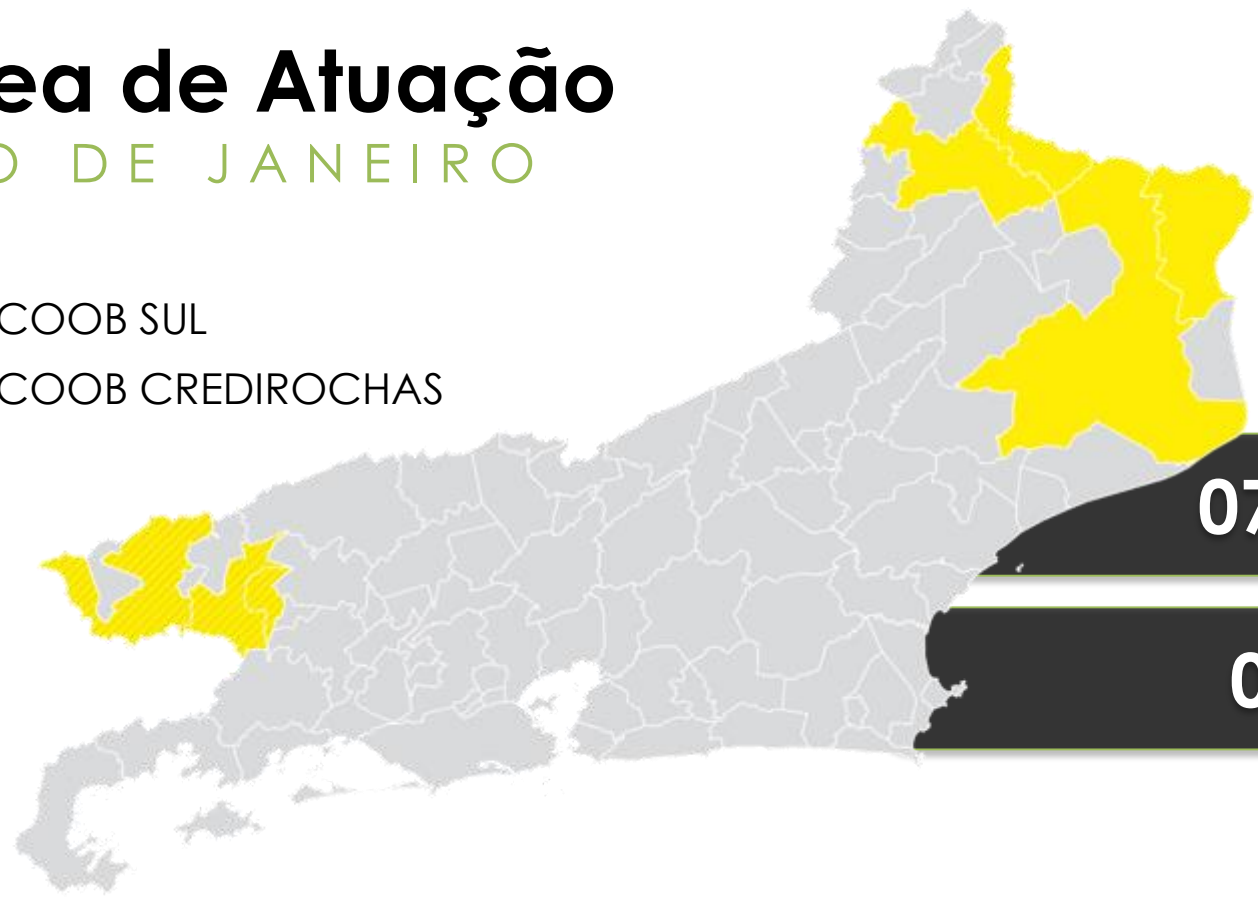 ea de Atuação
O DE JANEIRO
COOB SUL
COOB CREDIROCHAS
07
0